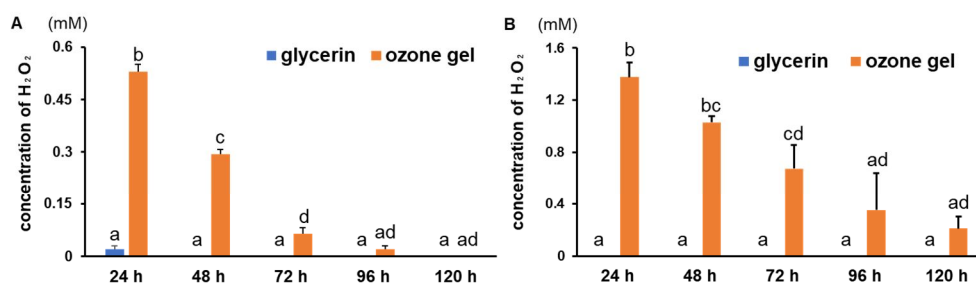 A
(mM)
concentration of H₂O₂
0.6
0.45
0.3
0.15
0
glycerin ozone gel
a b a c a d a ad a ad
24 h 48 h 72 h 96 h 120 h
B
(mM)
concentration of H₂O₂
1.6
1.2
0.8
0.4
0
glycerin ozone gel
a b a bc a cd a ad a ad
24 h 48 h 72 h 96 h 120 h